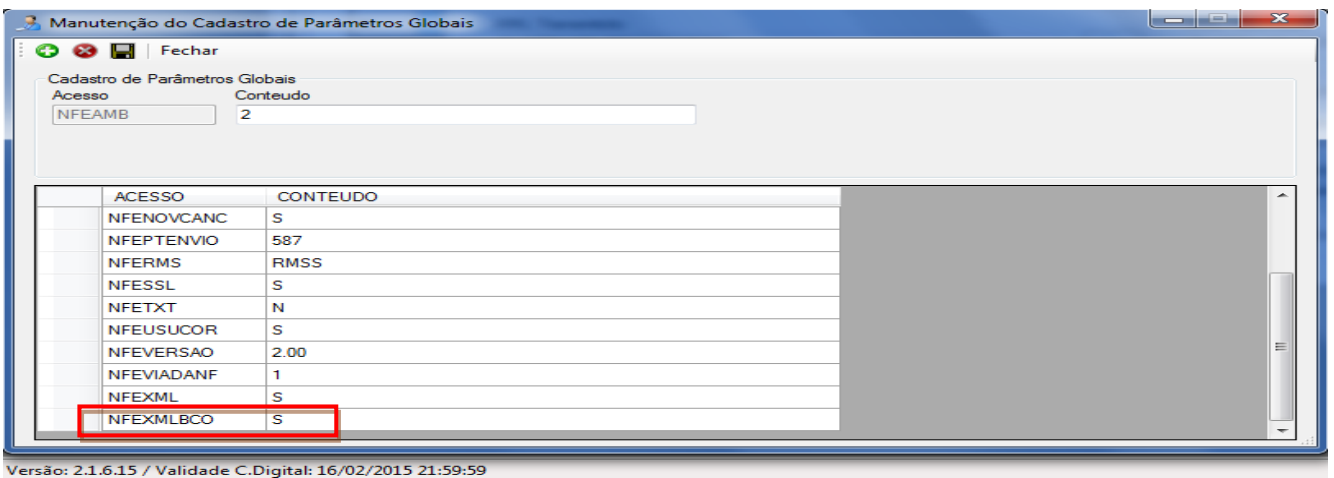 Manutenção do Cadastro de Parâmetros Globais
Fechar
Cadastro de Parâmetros Globais
Acesso Conteudo
NFEAMB 2
ACESSO CONTEUDO
NFENOVCANC S
NFEPTENVIO 587
NFERMS RMSS
NFESSL S
NFETXT N
NFEUSUCOR S
NFEVERSAO 2.00
NFEVIADANF 1
NFEXML S
NFEXMLBCO S
Versão: 2.1.6.15 / Validade C.Digital: 16/02/2015 21:59:59